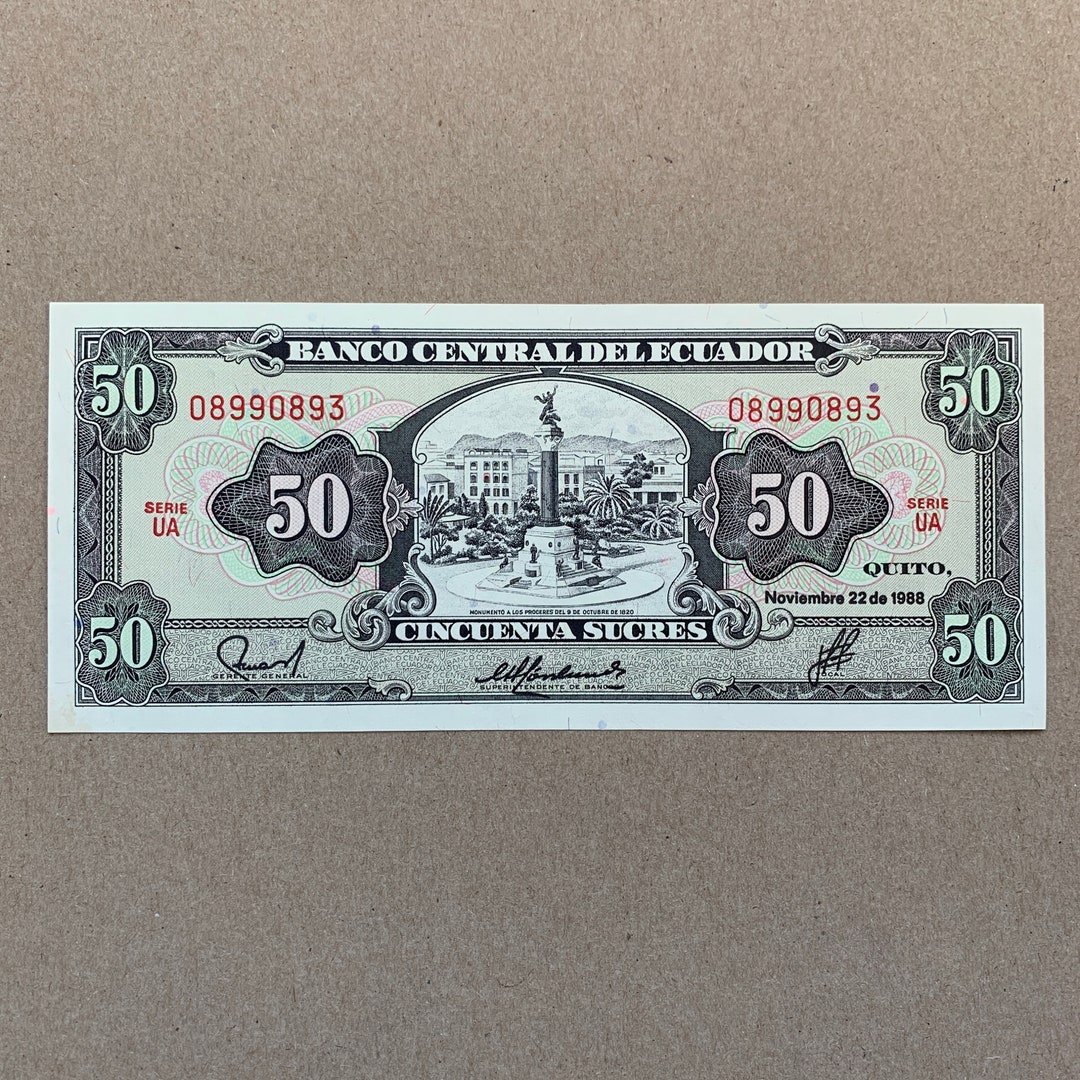 BANCO CENTRAL DEL ECUADOR
50
50
08990893
08990893
50
50
SERIE
UA
SERIE
UA
QUITO,
Noviembre 22 de 1988
MONUMENTO A LOS PROCERES DEL 9 DE OCTUBRE DE 1820
CINCUENTA SUCRES
50
50
GERENTE GENERAL
SUPERINTENDENTE DE BANCOS